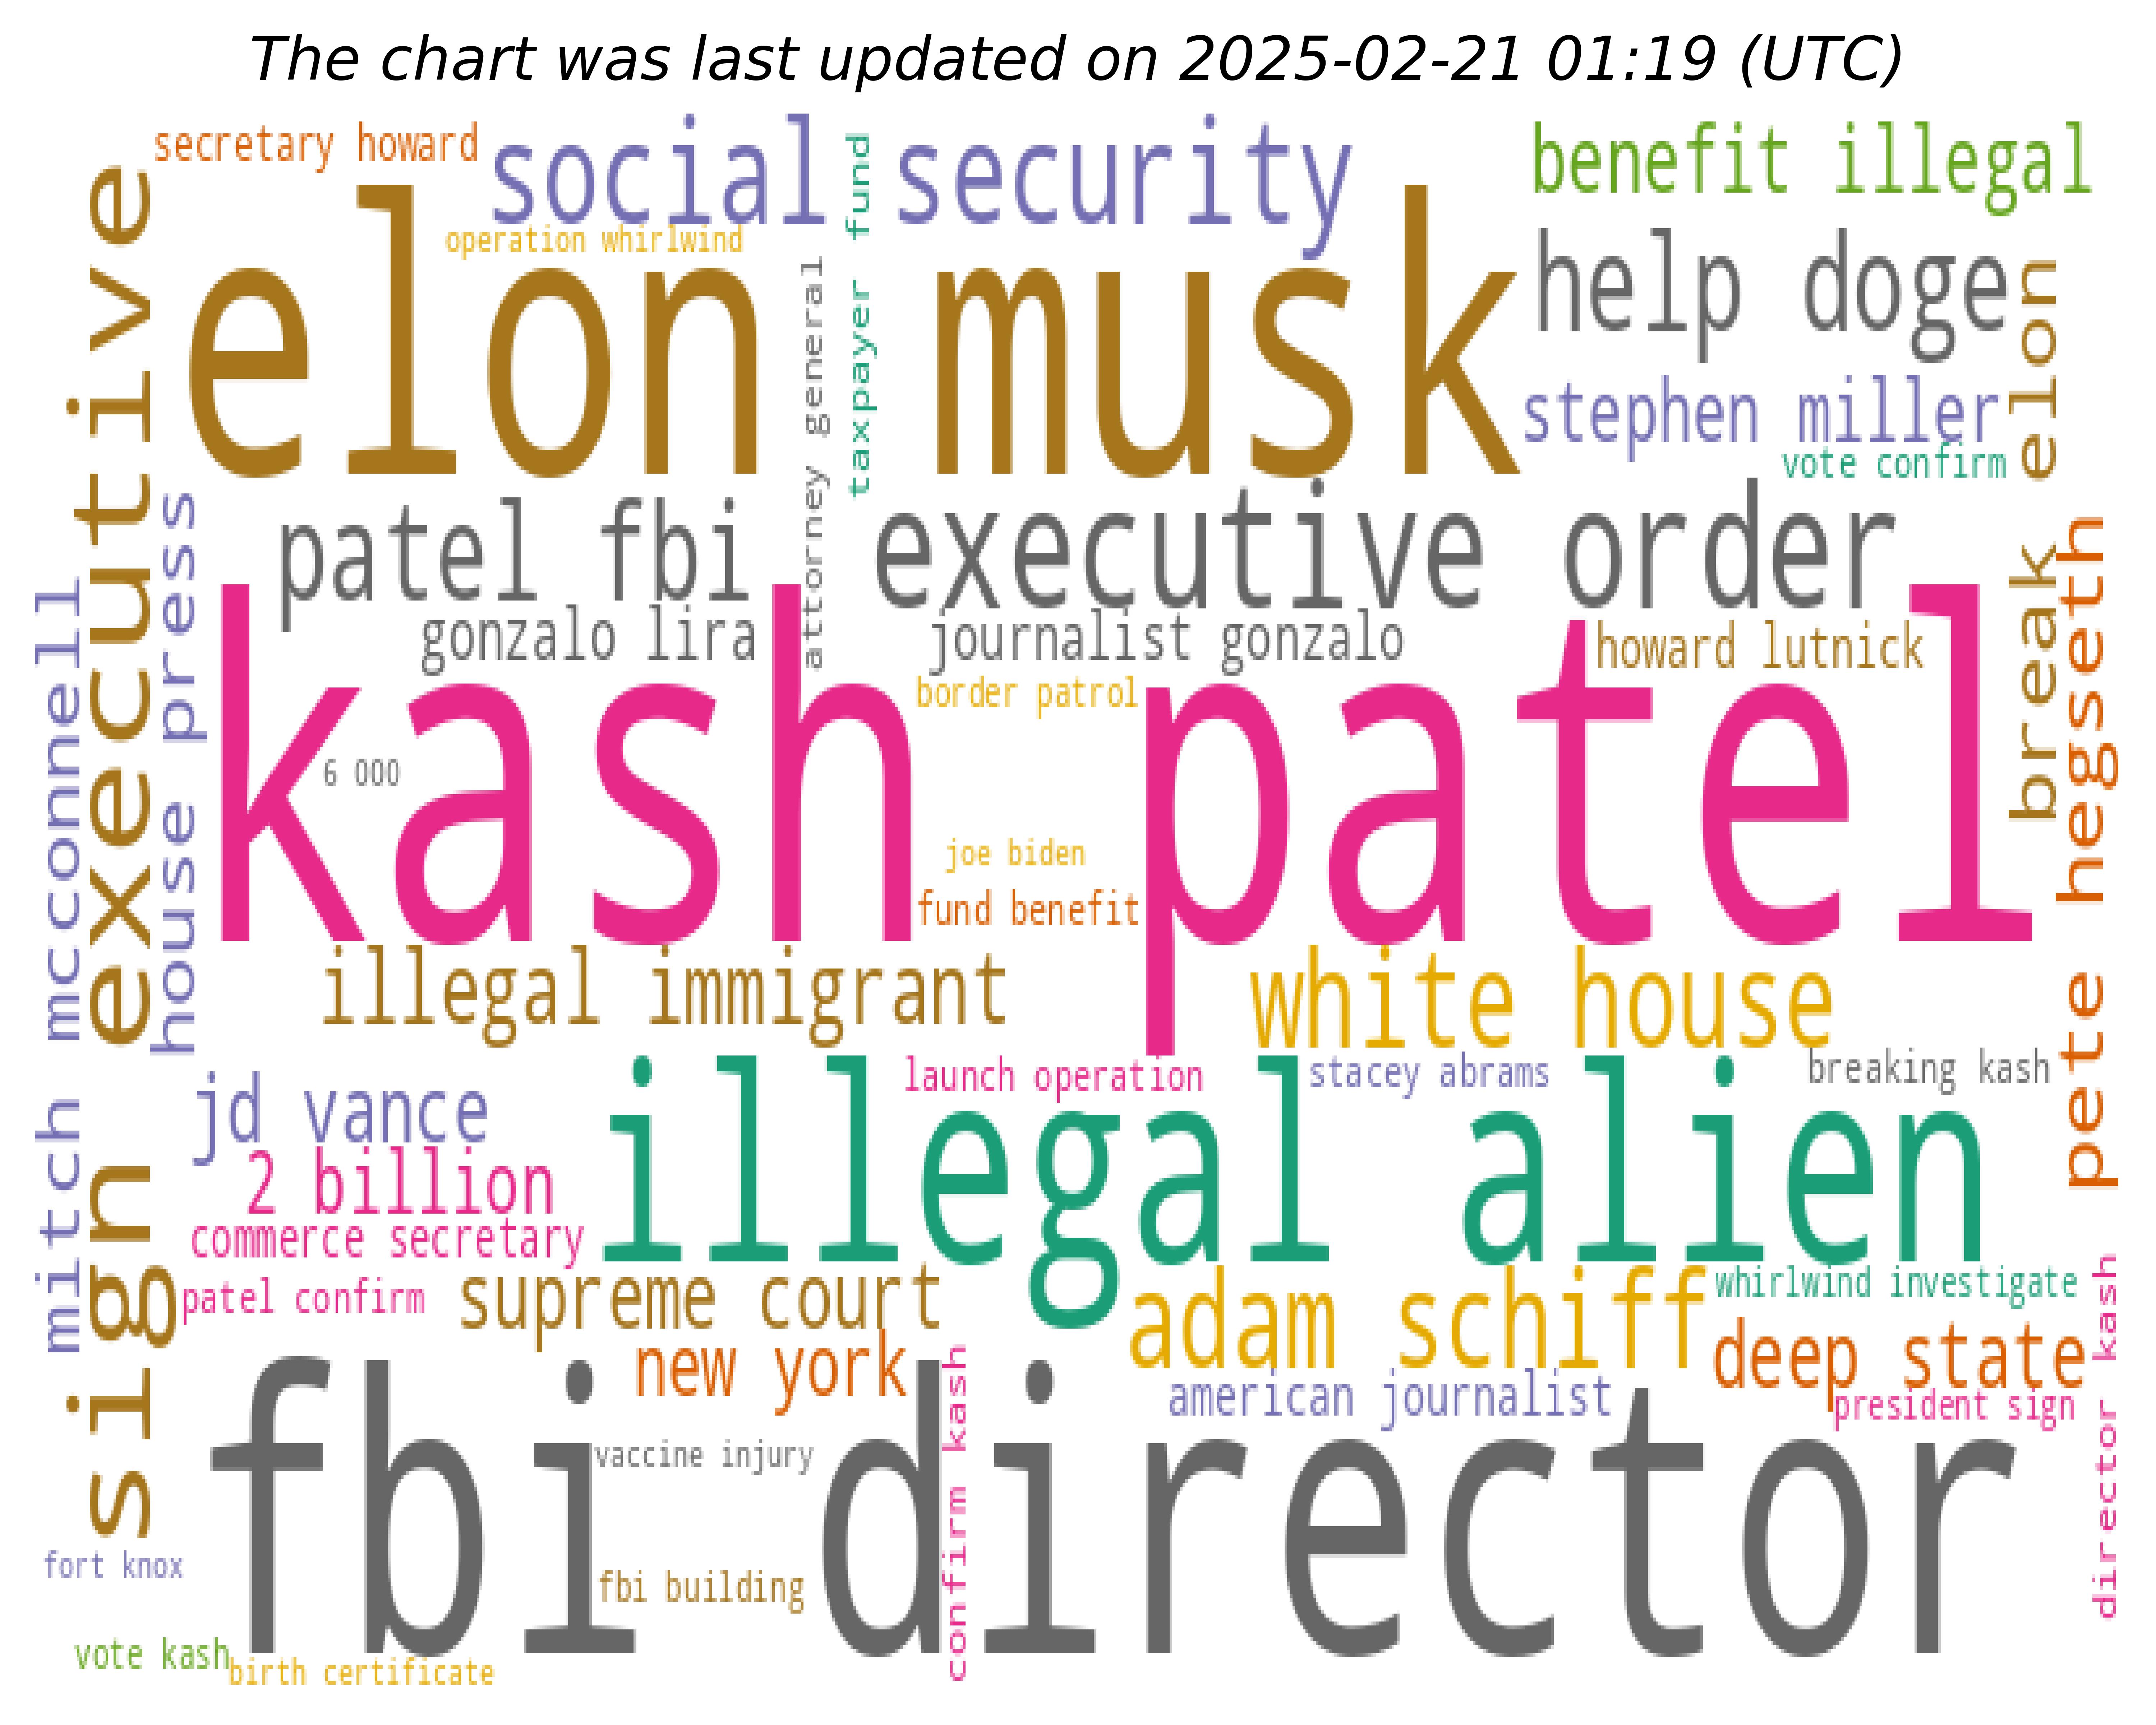 The chart was last updated on 2025-02-21 01:19 (UTC)
secretary howard
social security
benefit illegal
taxpayer fund
operation whirlwind
elon musk
help doge
attorney general
stephen miller
vote confirm
break elon
sign executive
house press
mitch mcconnell
patel fbi
executive order
pete hegseth
gonzalo lira
journalist gonzalo
howard lutnick
border patrol
kash patel
6 000
joe biden
fund benefit
illegal immigrant
white house
launch operation
stacey abrams
breaking kash
jd vance
illegal alien
2 billion
commerce secretary
patel confirm
supreme court
adam schiff
whirlwind investigate
new york
deep state
american journalist
president sign
director kash
confirm kash
fbi director
vaccine injury
fort knox
fbi building
vote kash
birth certificate